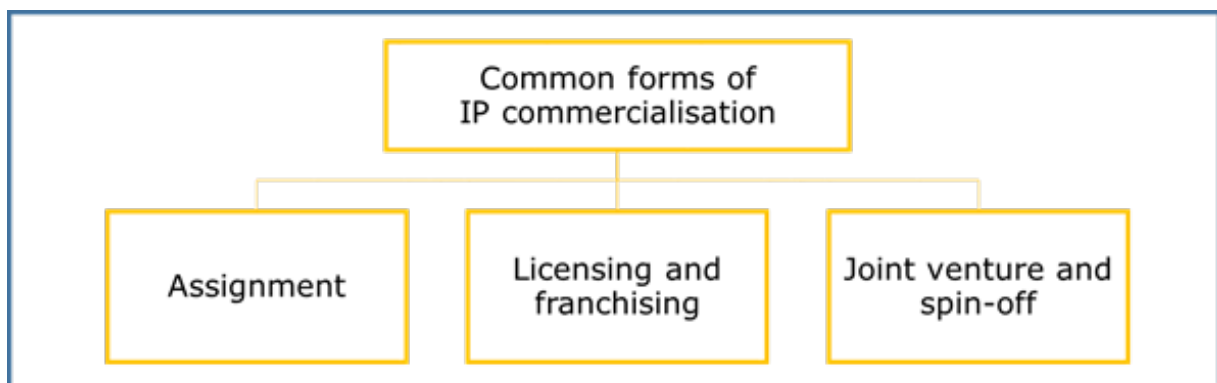 Common forms of
IP commercialisation
Assignment
Licensing and
franchising
Joint venture and
spin-off